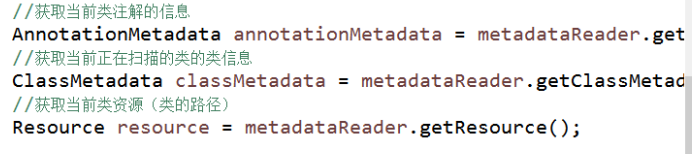 //获取当前类注解的信息
AnnotationMetadata annotationMetadata = metadataReader.get
//获取当前正在扫描的类的类信息
ClassMetadata classMetadata = metadataReader.getClassMetad
//获取当前类资源（类的路径）
Resource resource = metadataReader.getResource();